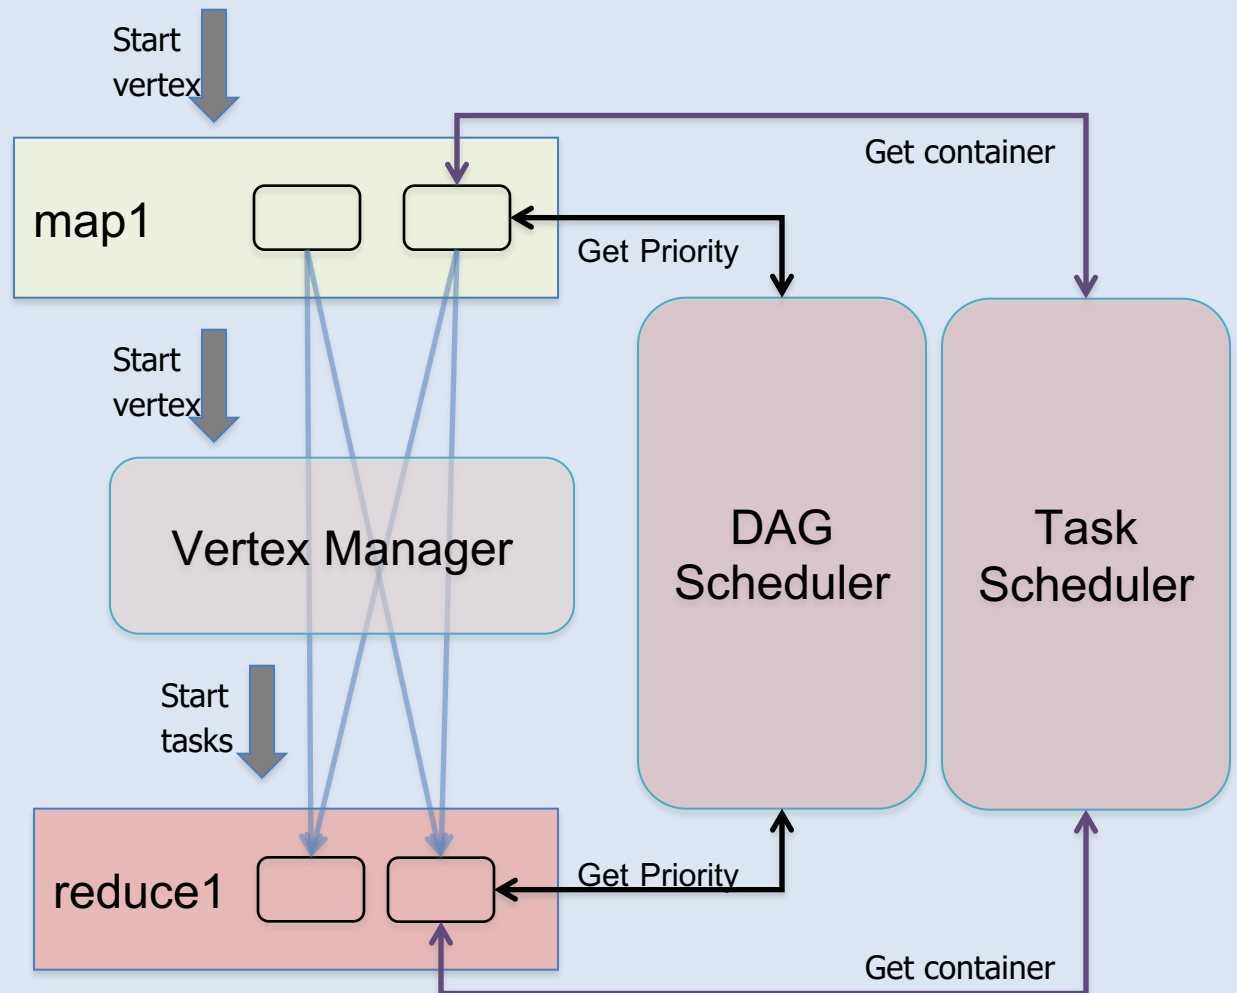 Start
vertex
Get container
map1
Get Priority
Start
vertex
Vertex Manager
DAG
Scheduler
Task
Scheduler
Start
tasks
reduce1
Get Priority
Get container